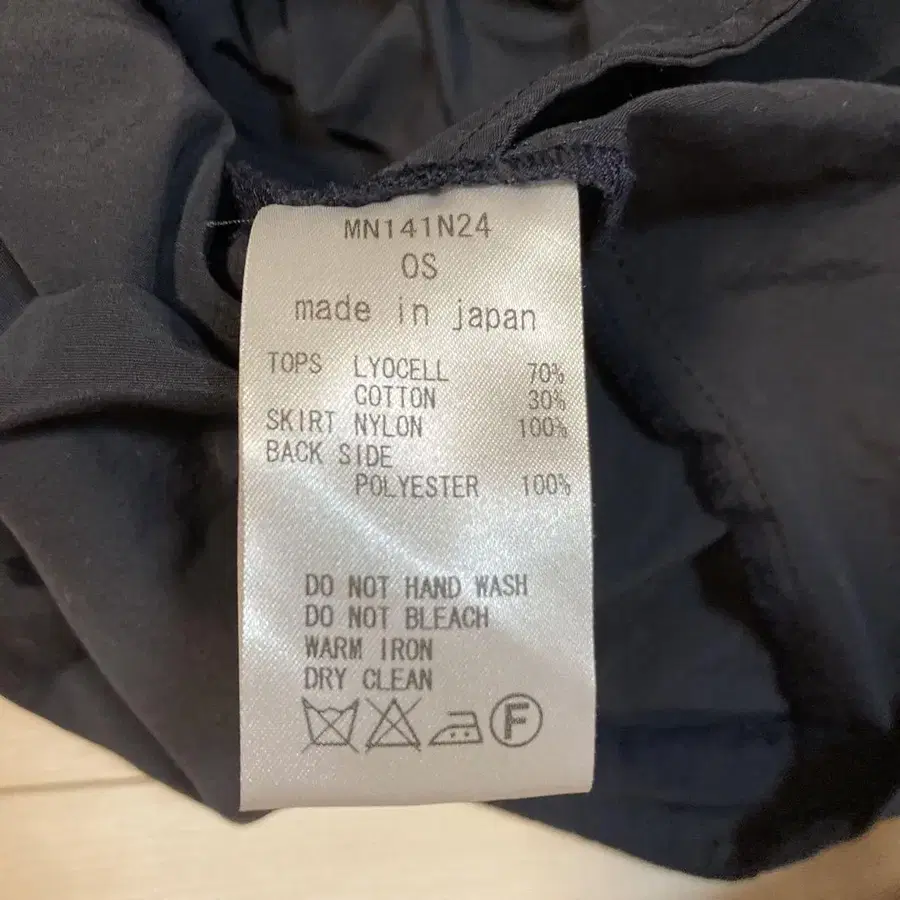 MN141N24
OS
made in japan
TOPS LYOCELL 70%
COTTON 30%
SKIRT NYLON 100%
BACK SIDE
POLYESTER 100%
DO NOT HAND WASH
DO NOT BLEACH
WARM IRON
DRY CLEAN
F